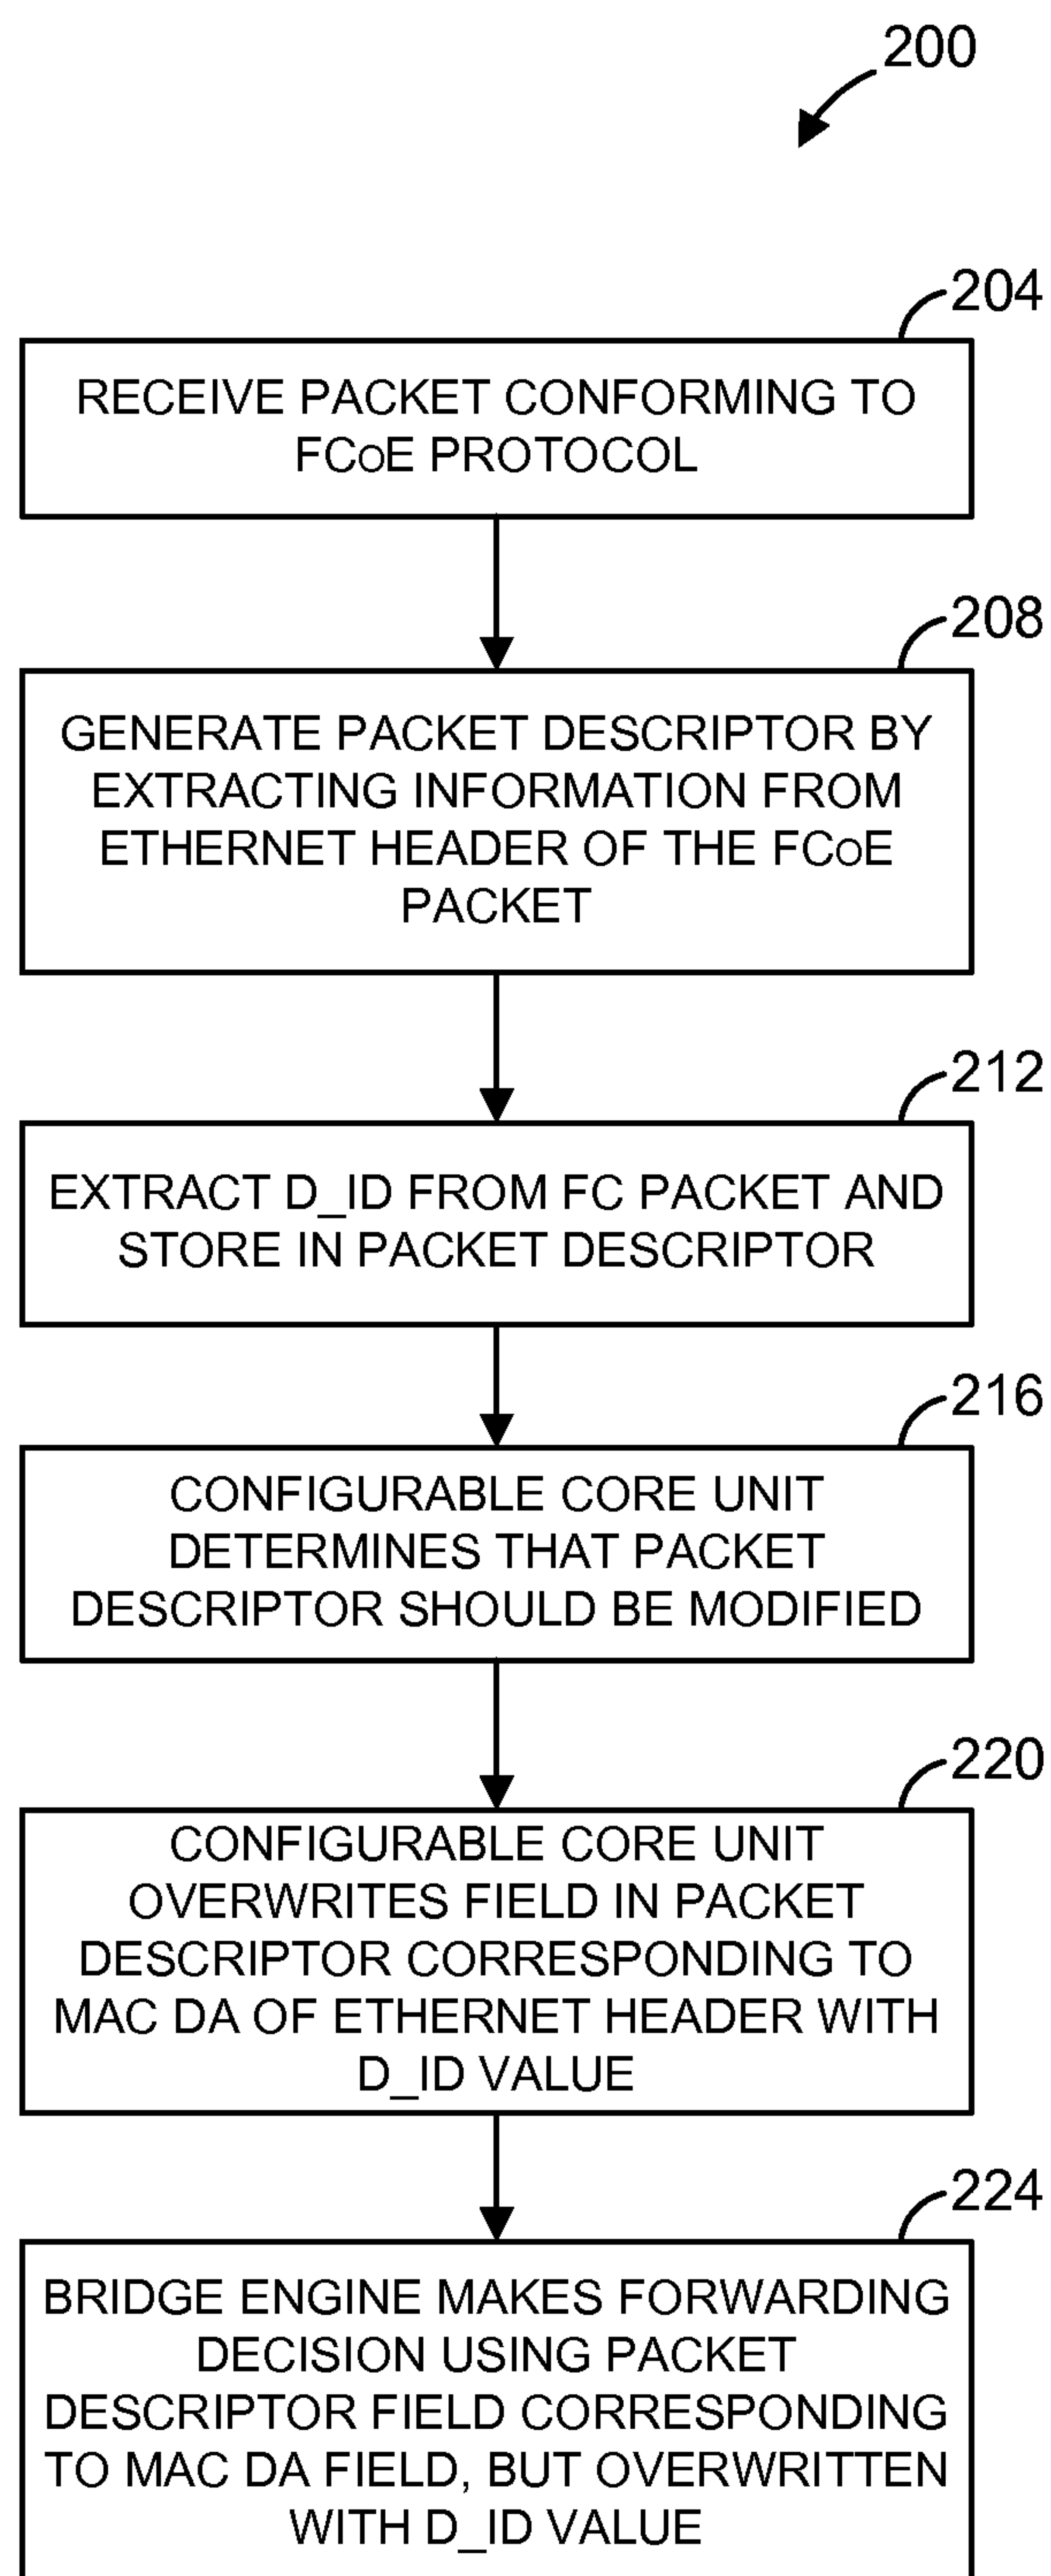 200
204
RECEIVE PACKET CONFORMING TO
FCoE PROTOCOL
208
GENERATE PACKET DESCRIPTOR BY
EXTRACTING INFORMATION FROM
ETHERNET HEADER OF THE FCoE
PACKET
212
EXTRACT D_ID FROM FC PACKET AND
STORE IN PACKET DESCRIPTOR
216
CONFIGURABLE CORE UNIT
DETERMINES THAT PACKET
DESCRIPTOR SHOULD BE MODIFIED
220
CONFIGURABLE CORE UNIT
OVERWRITES FIELD IN PACKET
DESCRIPTOR CORRESPONDING TO
MAC DA OF ETHERNET HEADER WITH
D_ID VALUE
224
BRIDGE ENGINE MAKES FORWARDING
DECISION USING PACKET
DESCRIPTOR FIELD CORRESPONDING
TO MAC DA FIELD, BUT OVERWRITTEN
WITH D_ID VALUE